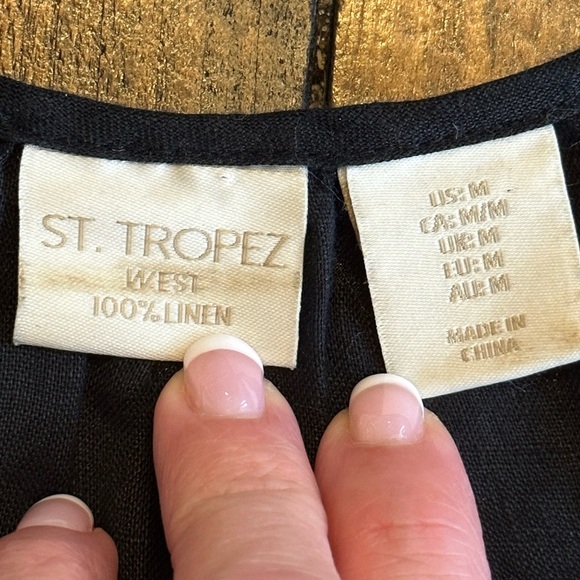 ST. TROPEZ
WEST
100% LINEN
US: M
CA: M/M
UK: M
EU: M
AU: M
MADE IN
CHINA